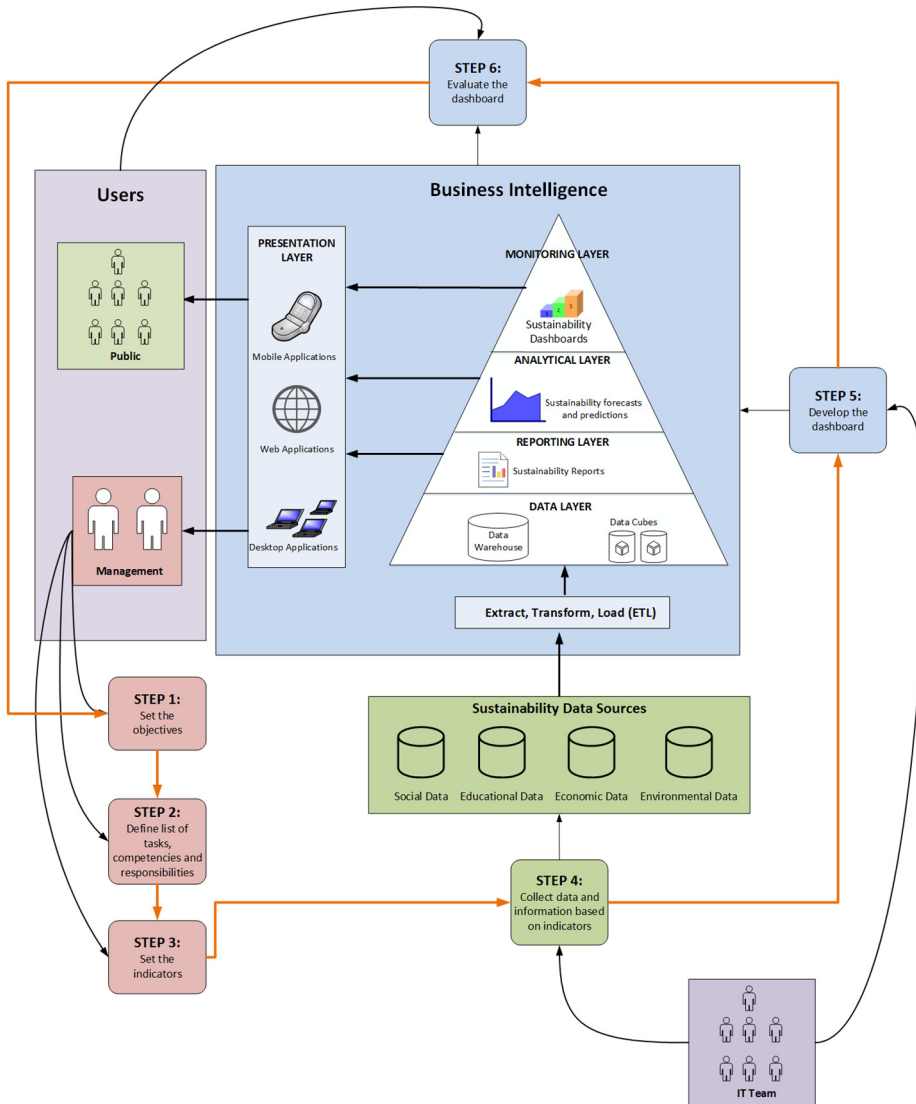 STEP 6:
Evaluate the
dashboard
Users
Business Intelligence
PRESENTATION
LAYER
MONITORING LAYER
1
2
3
Sustainability
Dashboards
Mobile Applications
Public
ANALYTICAL LAYER
Sustainability forecasts
and predictions
STEP 5:
Develop the
dashboard
Web Applications
REPORTING LAYER
Sustainability Reports
DATA LAYER
Data
Warehouse
Data Cubes
Desktop Applications
Management
Extract, Transform, Load (ETL)
STEP 1:
Set the
objectives
Sustainability Data Sources
Social Data
Educational Data
Economic Data
Environmental Data
STEP 2:
Define list of
tasks,
competencies and
responsibilities
STEP 4:
Collect data and
information based
on indicators
STEP 3:
Set the
indicators
IT Team